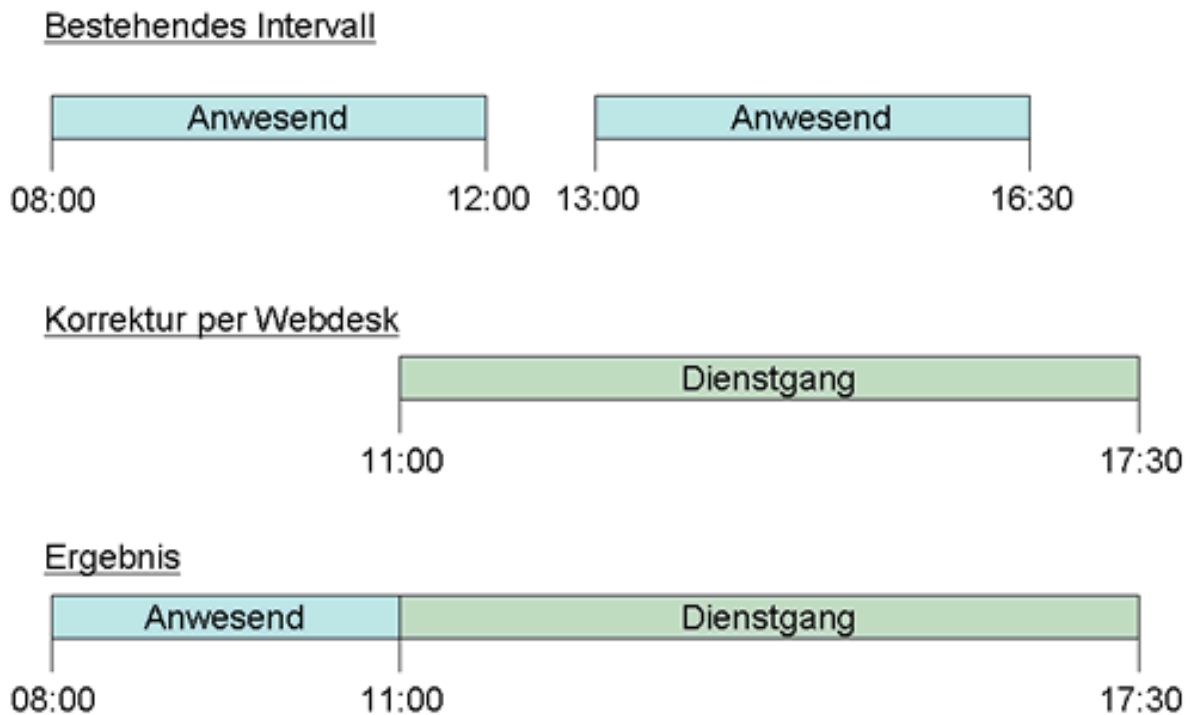 Bestehendes Intervall
Anwesend Anwesend
08:00 12:00 13:00 16:30
Korrektur per Webdesk
Dienstgang
11:00 17:30
Ergebnis
Anwesend Dienstgang
08:00 11:00 17:30